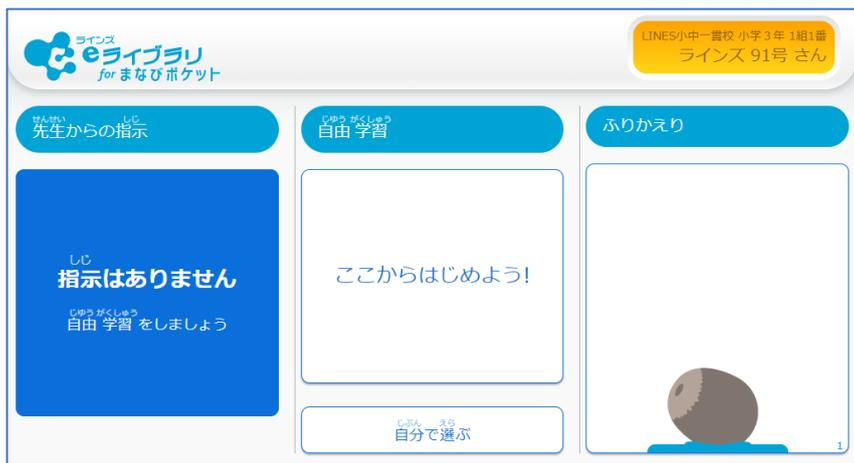 ラインズ
eライブラリ
for まなびポケット
LINES小中一貫校 小学3年 1組1番
ラインズ 91号 さん
せんせい しじ
先生からの指示
じゆう がくしゅう
自由 学習
ふりかえり
しじ
指示はありません
じゆう がくしゅう
自由 学習 をしましょう
ここからはじめよう!
じぶん えら
自分で選ぶ
1